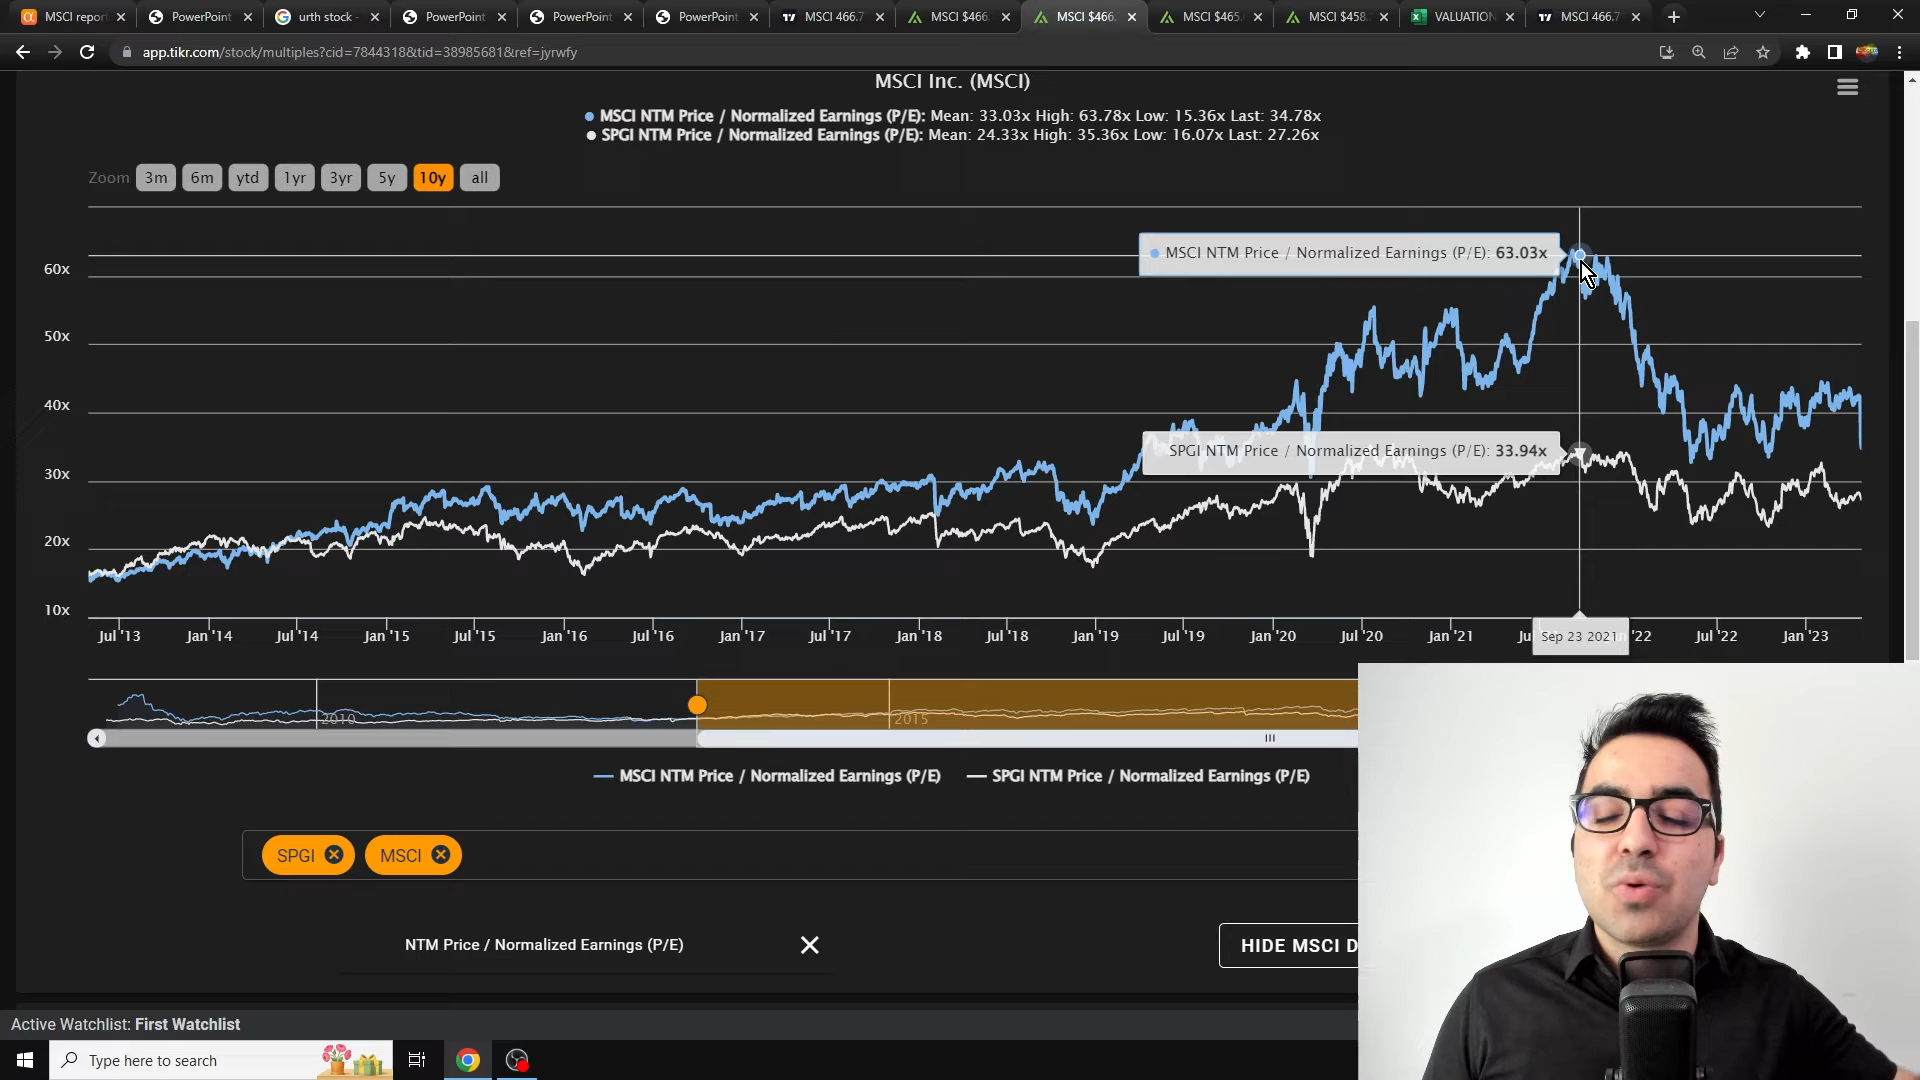 MSCI repor
PowerPoint
urth stock -
PowerPoint
PowerPoint
PowerPoint
MSCI 466.7
MSCI $466.
MSCI $466.
MSCI $465.
MSCI $458.
VALUATION
MSCI 466.7
app.tikr.com/stock/multiples?cid=7844318&tid=38985681&ref=jyrwfy
MSCI Inc. (MSCI)
MSCI NTM Price / Normalized Earnings (P/E): Mean: 33.03x High: 63.78x Low: 15.36x Last: 34.78x
SPGI NTM Price / Normalized Earnings (P/E): Mean: 24.33x High: 35.36x Low: 16.07x Last: 27.26x
Zoom 3m 6m ytd 1yr 3yr 5y 10y all
MSCI NTM Price / Normalized Earnings (P/E): 63.03x
60x
50x
40x
SPGI NTM Price / Normalized Earnings (P/E): 33.94x
30x
20x
10x
Jul '13 Jan '14 Jul '14 Jan '15 Jul '15 Jan '16 Jul '16 Jan '17 Jul '17 Jan '18 Jul '18 Jan '19 Jul '19 Jan '20 Jul '20 Jan '21 Ju Sep 23 2021 '22 Jul '22 Jan '23
2010 2015
MSCI NTM Price / Normalized Earnings (P/E) SPGI NTM Price / Normalized Earnings (P/E)
SPGI MSCI
NTM Price / Normalized Earnings (P/E)
HIDE MSCI D
Active Watchlist: First Watchlist
Type here to search